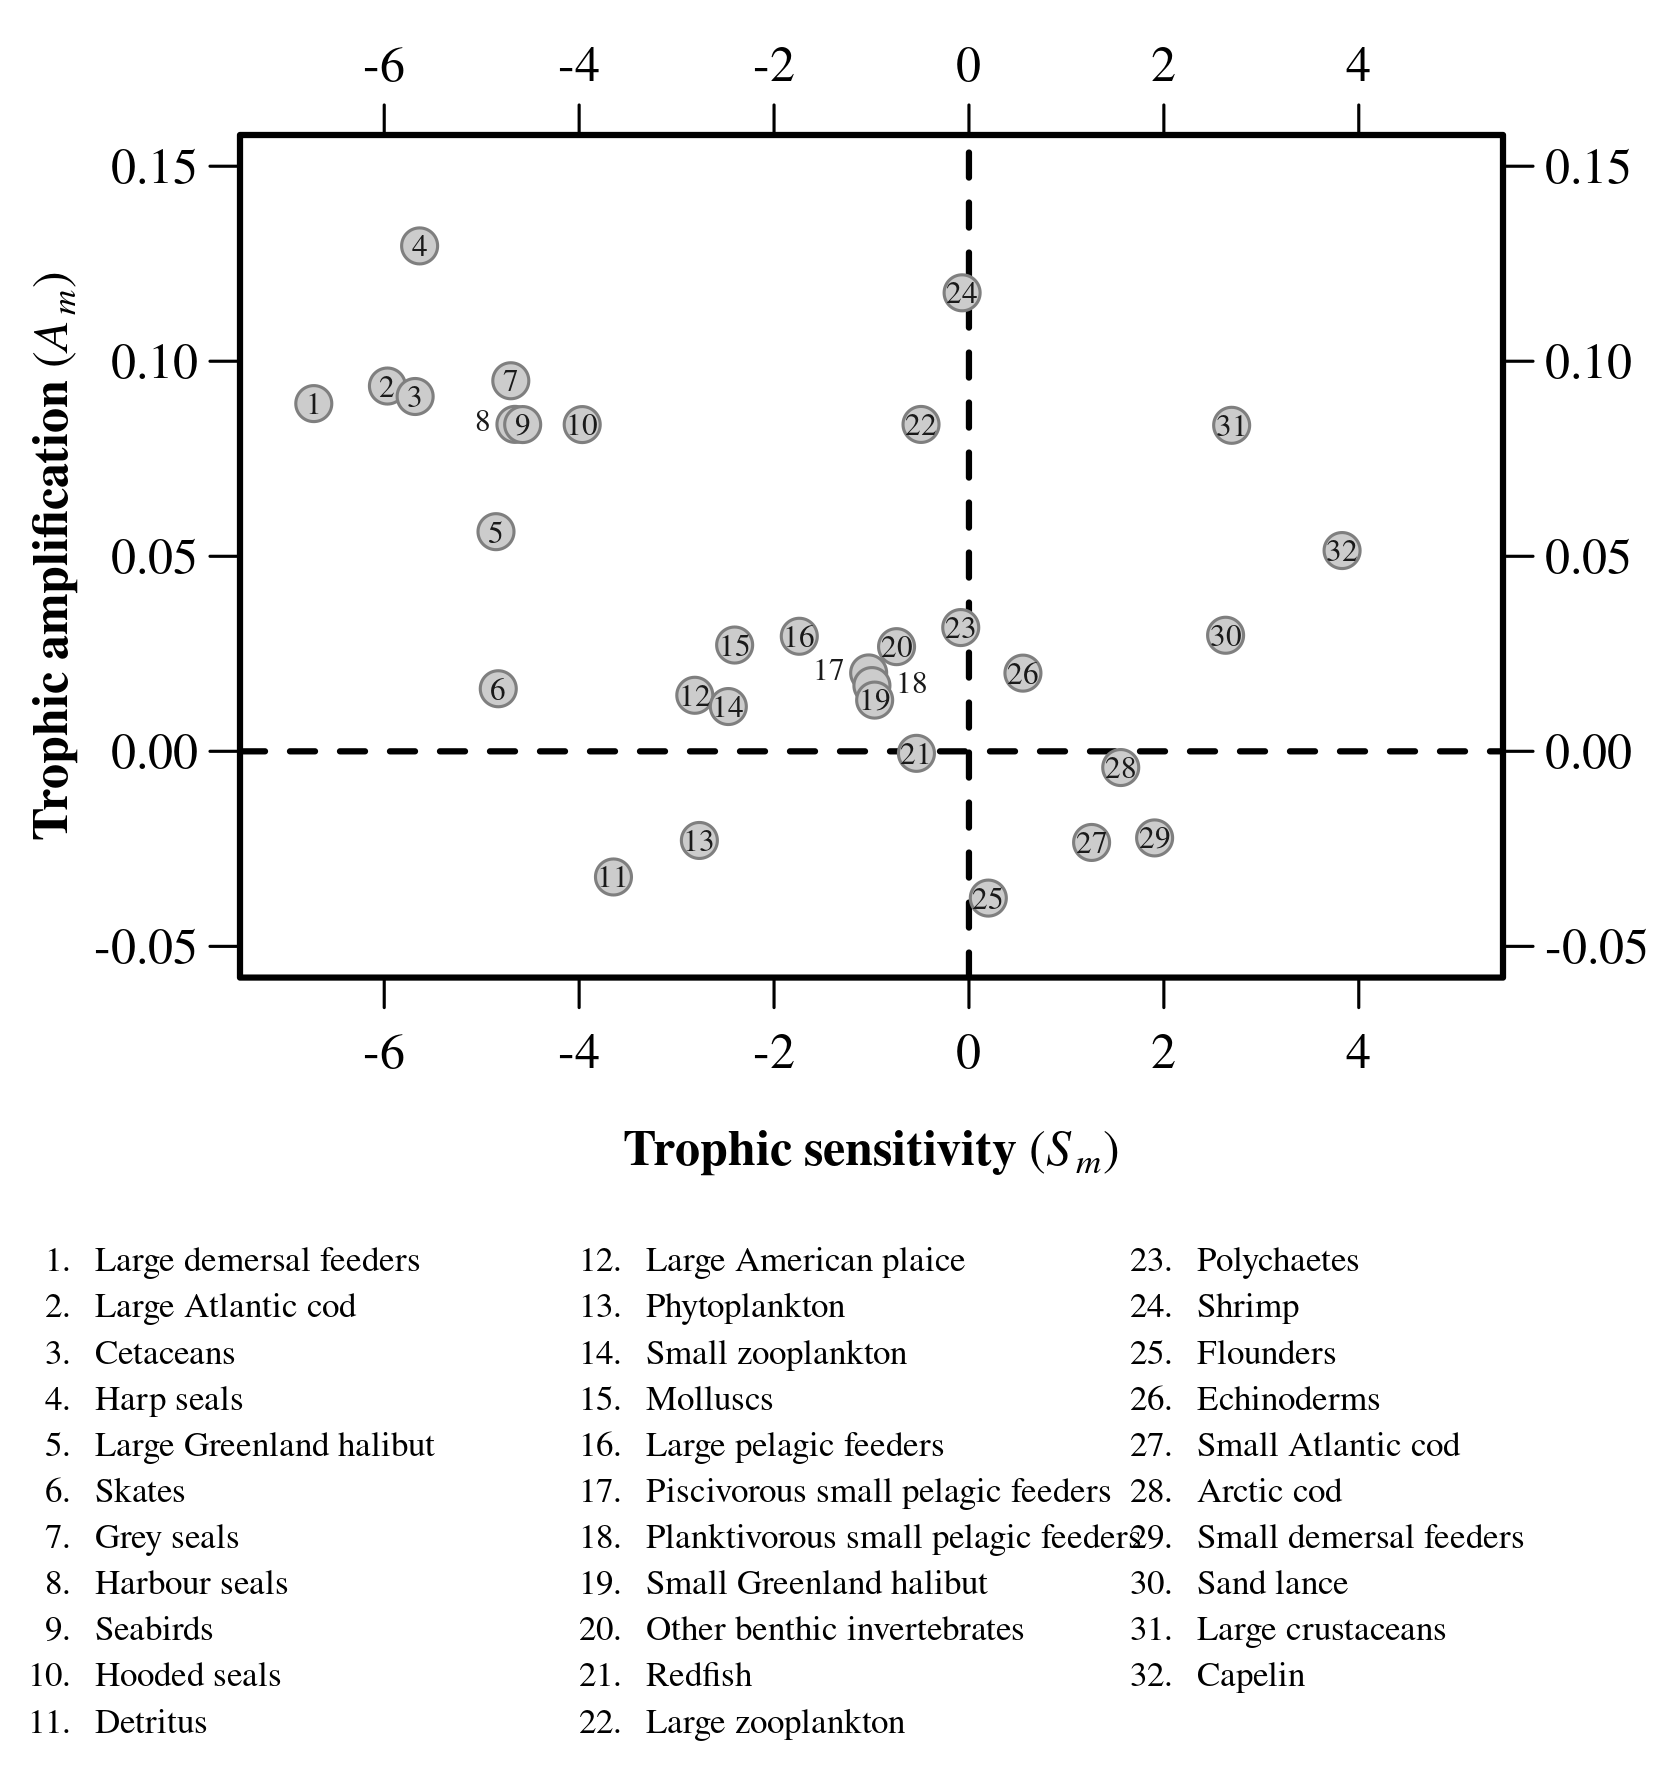 -6 -4 -2 0 2 4
0.15 0.15
4
24
0.10 0.10
7
2
3
1
8 9 10 22 31
5
32
0.05 0.05
23
30
16
15 20
17 26
18
6
12
19
14
0.00 0.00
21
28
29
13 27
11
25
-0.05 -0.05
-6 -4 -2 0 2 4
Trophic amplification (Am)
Trophic sensitivity (Sm)
1. Large demersal feeders
2. Large Atlantic cod
3. Cetaceans
4. Harp seals
5. Large Greenland halibut
6. Skates
7. Grey seals
8. Harbour seals
9. Seabirds
10. Hooded seals
11. Detritus
12. Large American plaice
13. Phytoplankton
14. Small zooplankton
15. Molluscs
16. Large pelagic feeders
17. Piscivorous small pelagic feeders
18. Planktivorous small pelagic feeders
19. Small Greenland halibut
20. Other benthic invertebrates
21. Redfish
22. Large zooplankton
23. Polychaetes
24. Shrimp
25. Flounders
26. Echinoderms
27. Small Atlantic cod
28. Arctic cod
29. Small demersal feeders
30. Sand lance
31. Large crustaceans
32. Capelin